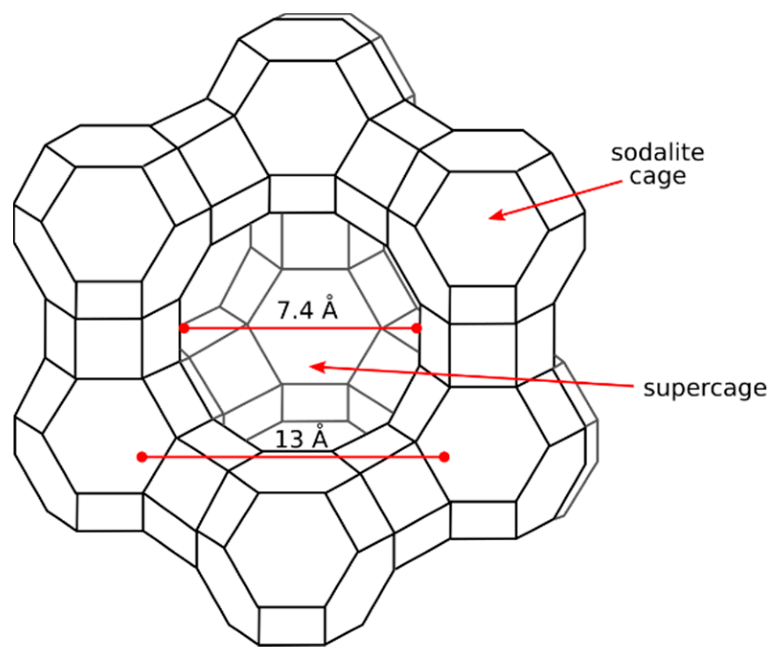 sodalite
cage
7.4 Å
supercage
13 Å